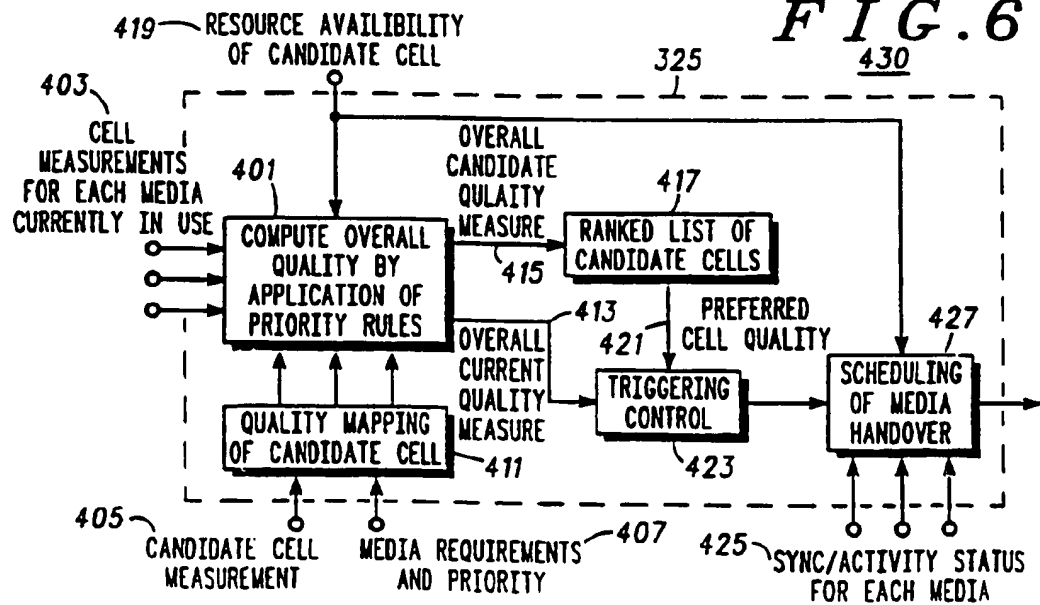 FIG.6
430
419
RESOURCE AVAILIBILITY
OF CANDIDATE CELL
325
403
CELL
MEASUREMENTS
FOR EACH MEDIA
CURRENTLY IN USE
401
COMPUTE OVERALL
QUALITY BY
APPLICATION OF
PRIORITY RULES
OVERALL
CANDIDATE
QULAITY
MEASURE
415
417
RANKED LIST OF
CANDIDATE CELLS
413
OVERALL
CURRENT
QUALITY
MEASURE
421
PREFERRED
CELL QUALITY
TRIGGERING
CONTROL
423
427
SCHEDULING
OF MEDIA
HANDOVER
QUALITY MAPPING
OF CANDIDATE CELL
411
405
CANDIDATE CELL
MEASUREMENT
MEDIA REQUIREMENTS
AND PRIORITY
407
425
SYNC/ACTIVITY STATUS
FOR EACH MEDIA